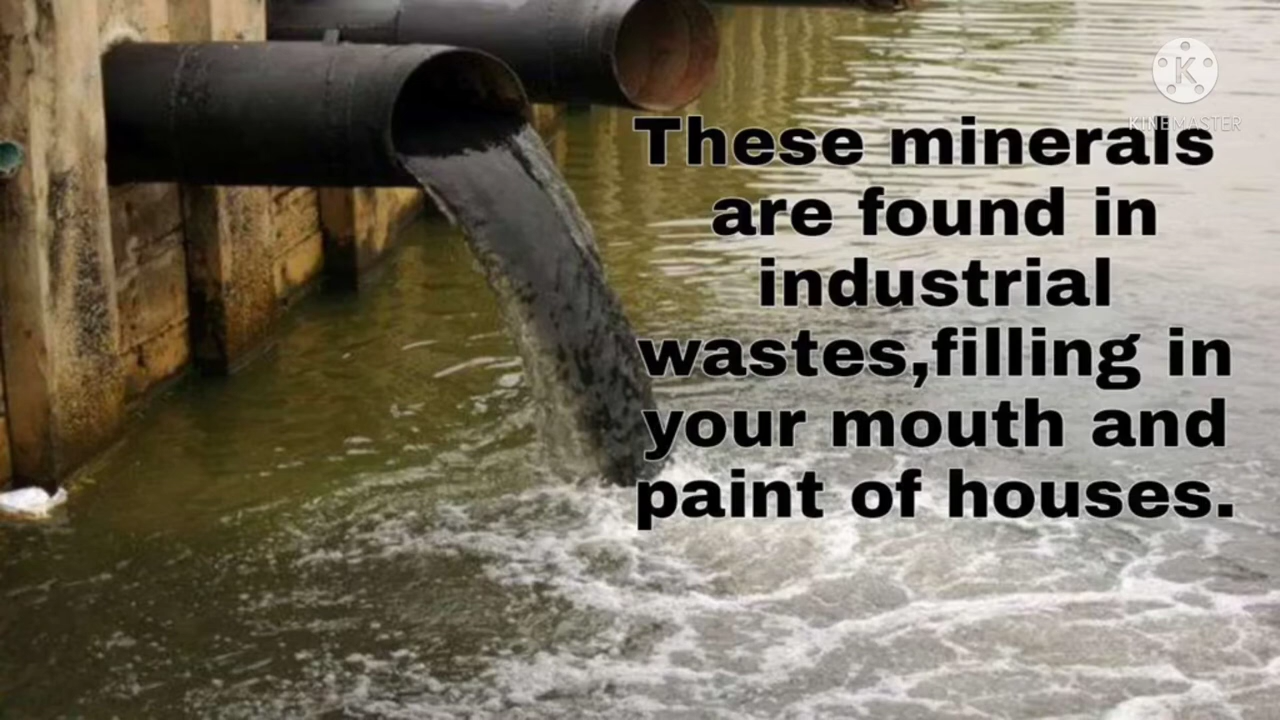 K
KINEMASTER
These minerals
are found in
industrial
wastes,filling in
your mouth and
paint of houses.